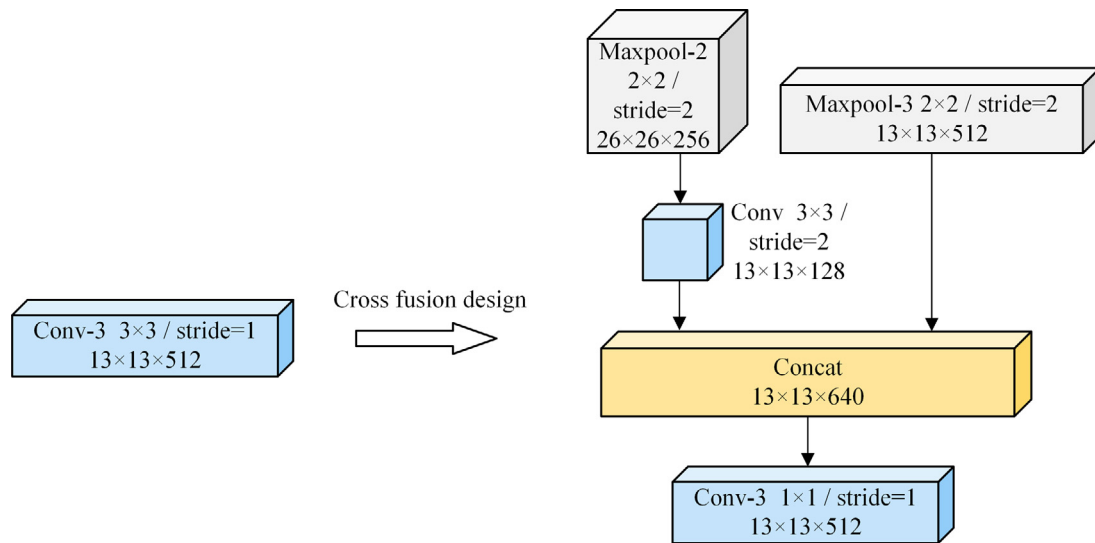 Maxpool-2
2×2 /
stride=2
26×26×256
Maxpool-3 2×2 / stride=2
13×13×512
Conv 3×3 /
stride=2
13×13×128
Conv-3 3×3 / stride=1
13×13×512
Cross fusion design
Concat
13×13×640
Conv-3 1×1 / stride=1
13×13×512